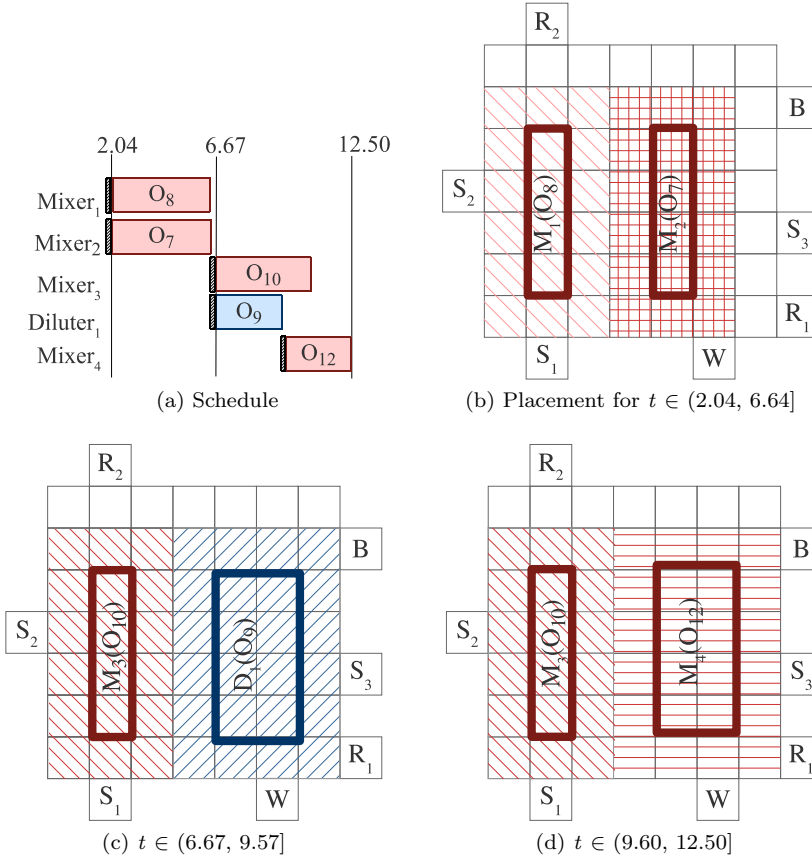 2.04 6.67 12.50
Mixer₁ O₈
Mixer₂ O₇
Mixer₃ O₁₀
Diluter₁ O₉
Mixer₄ O₁₂
(a) Schedule
R₂
B
S₂ M₁(O₈) M₂(O₇) S₃
R₁
S₁ W
(b) Placement for t ∈ (2.04, 6.64]
R₂
B
S₂ M₃(O₁₀) D₁(O₉) S₃
R₁
S₁ W
(c) t ∈ (6.67, 9.57]
R₂
B
S₂ M₃(O₁₀) M₄(O₁₂) S₃
R₁
S₁ W
(d) t ∈ (9.60, 12.50]